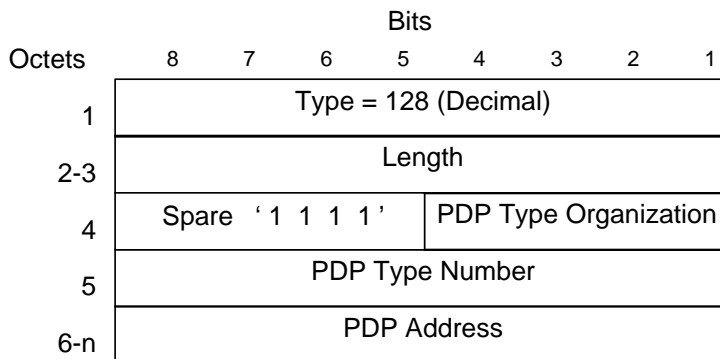 Bits
Octets 8 7 6 5 4 3 2 1
1 Type = 128 (Decimal)
2-3 Length
4 Spare ‘ 1 1 1 1 ’ PDP Type Organization
5 PDP Type Number
6-n PDP Address